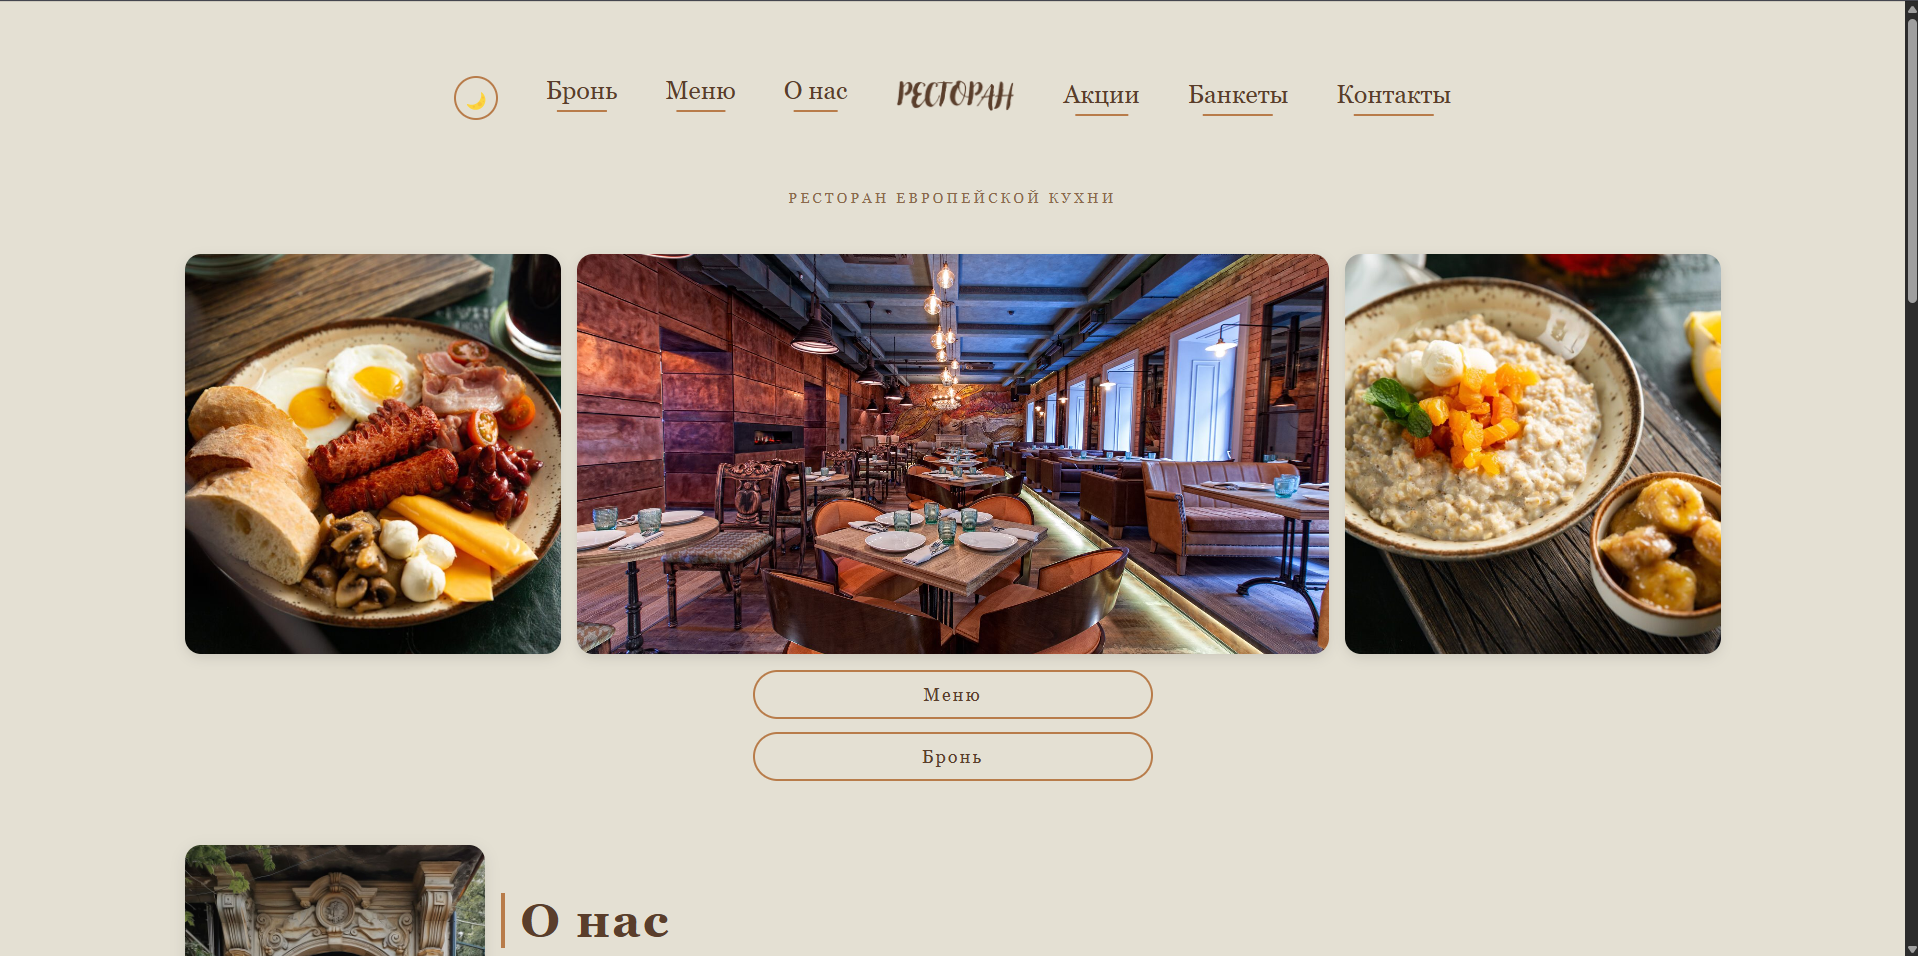 Бронь Меню О нас РЕСТОРАН Акции Банкеты Контакты
РЕСТОРАН ЕВРОПЕЙСКОЙ КУХНИ
Меню
Бронь
О нас